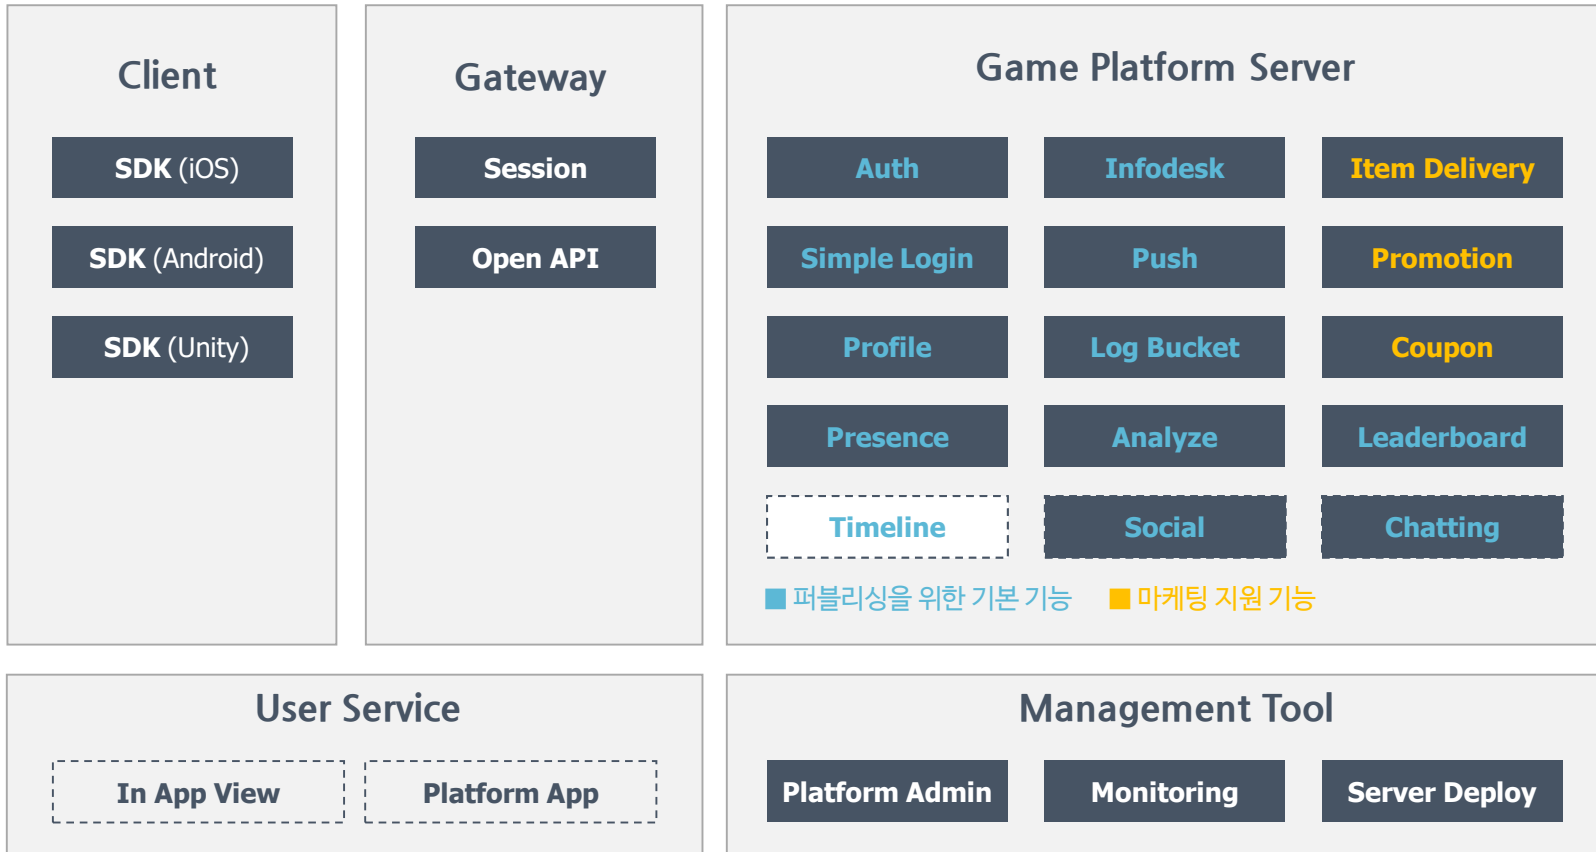 Client
SDK (iOS)
SDK (Android)
SDK (Unity)
Gateway
Session
Open API
Game Platform Server
Auth
Infodesk
Item Delivery
Simple Login
Push
Promotion
Profile
Log Bucket
Coupon
Presence
Analyze
Leaderboard
Timeline
Social
Chatting
퍼블리싱을 위한 기본 기능
마케팅 지원 기능
User Service
In App View
Platform App
Management Tool
Platform Admin
Monitoring
Server Deploy